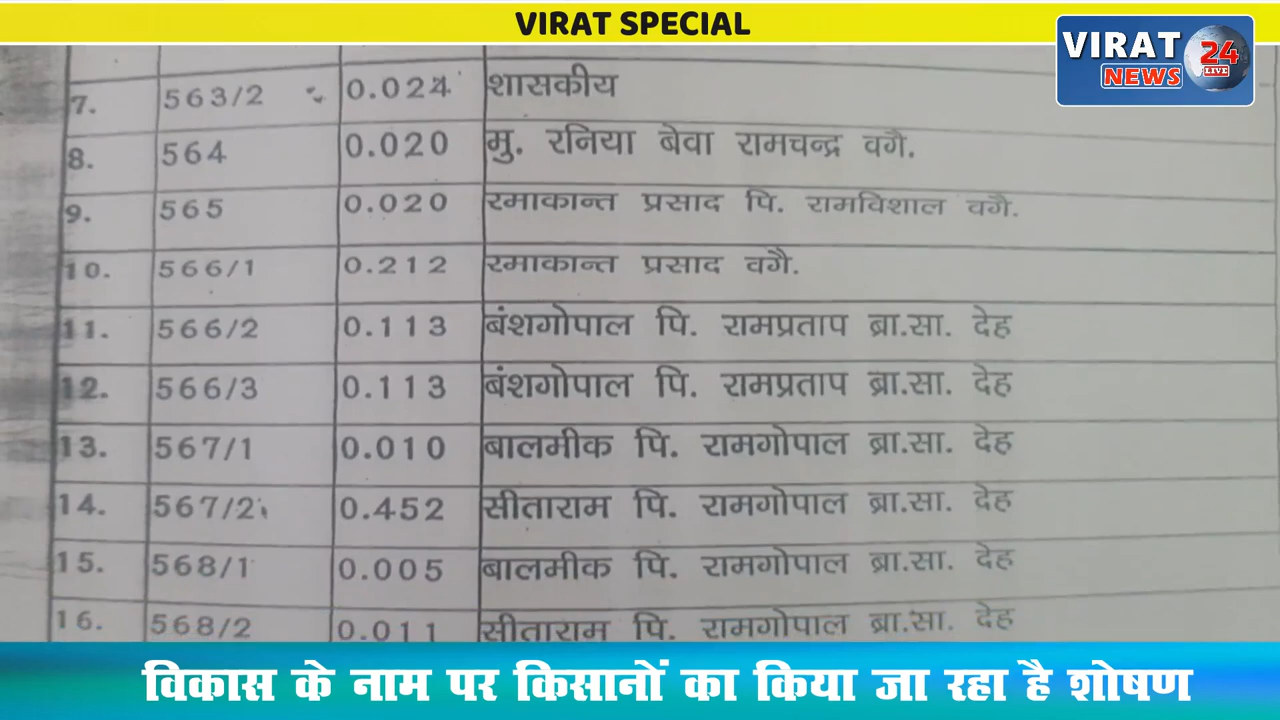 VIRAT SPECIAL
VIRAT 24
NEWS LIVE
7. 563/2 0.024 शासकीय
8. 564 0.020 मु. रनिया बेवा रामचन्द्र वगै.
9. 565 0.020 रमाकान्त प्रसाद पि. रामविशाल वगै.
10. 566/1 0.212 रमाकान्त प्रसाद वगै.
11. 566/2 0.113 बंशगोपाल पि. रामप्रताप ब्रा.सा. देह
12. 566/3 0.113 बंशगोपाल पि. रामप्रताप ब्रा.सा. देह
13. 567/1 0.010 बालमीक पि. रामगोपाल ब्रा.सा. देह
14. 567/2 0.452 सीताराम पि. रामगोपाल ब्रा.सा. देह
15. 568/1 0.005 बालमीक पि. रामगोपाल ब्रा.सा. देह
16. 568/2 0.011 सीताराम पि. रामगोपाल ब्रा.सा. देह
विकास के नाम पर किसानों का किया जा रहा है शोषण